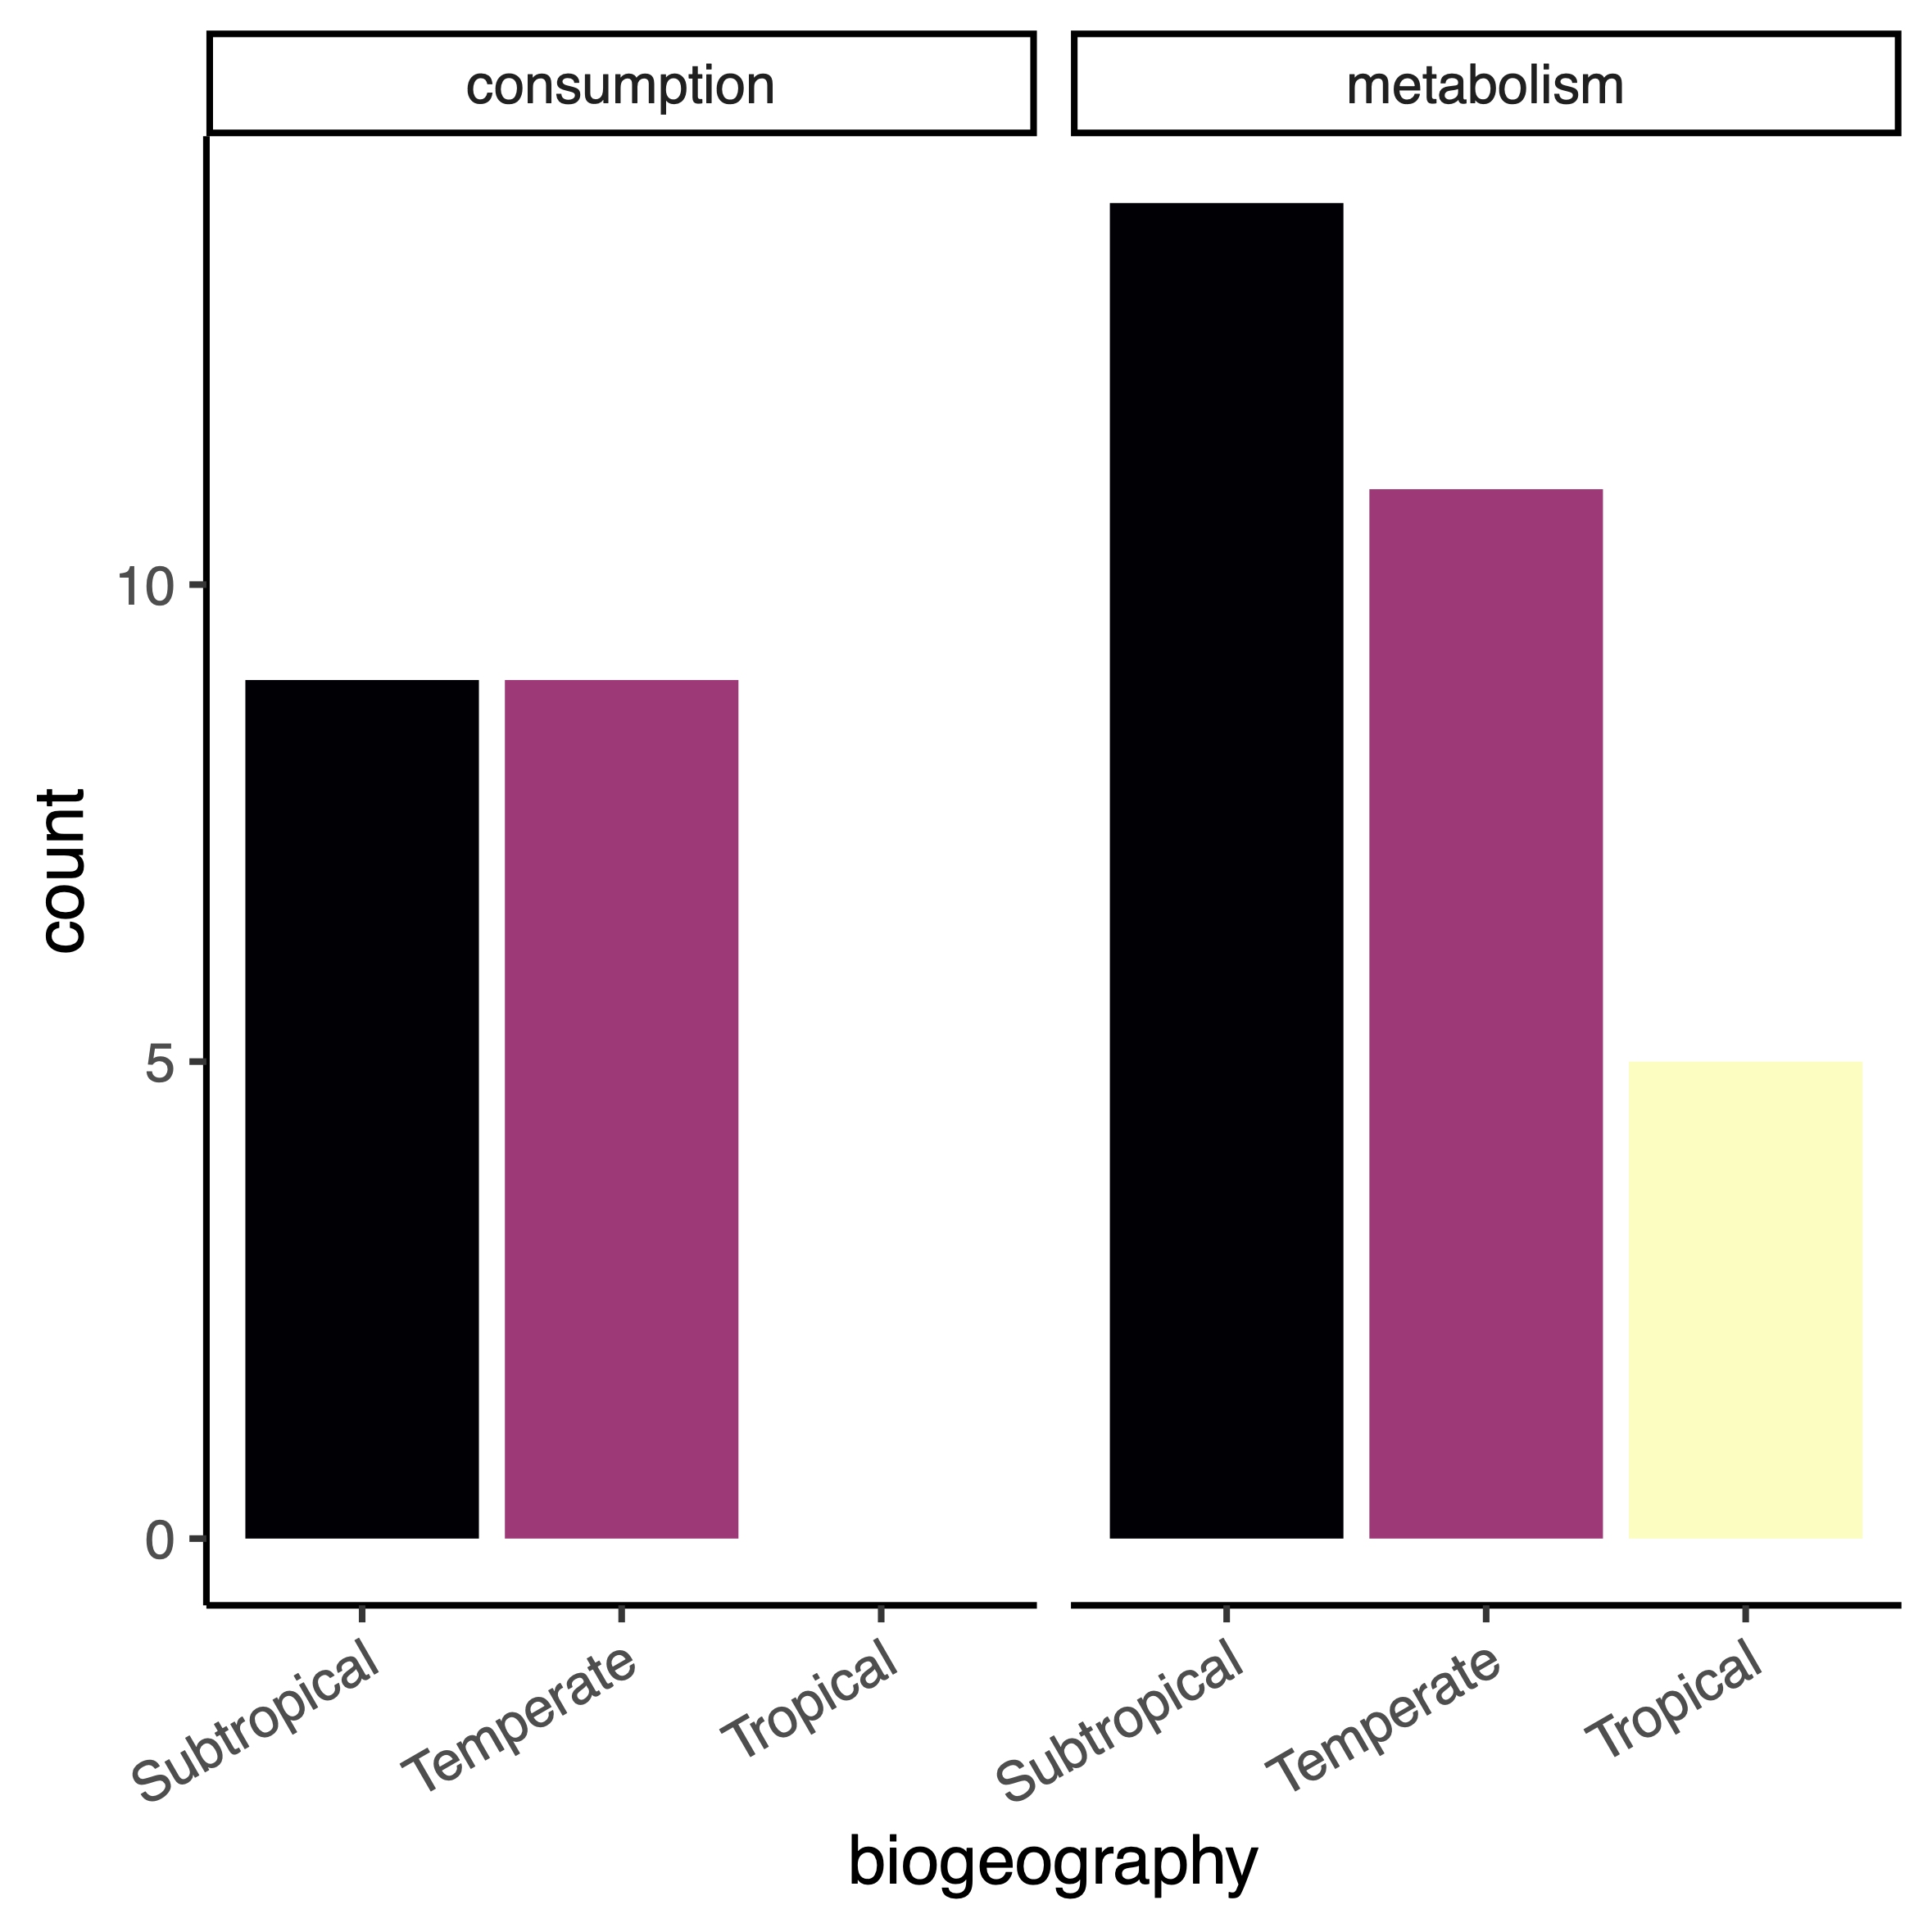 consumption metabolism
count
10
5
0
Subtropical Temperate Tropical Subtropical Temperate Tropical
biogeography